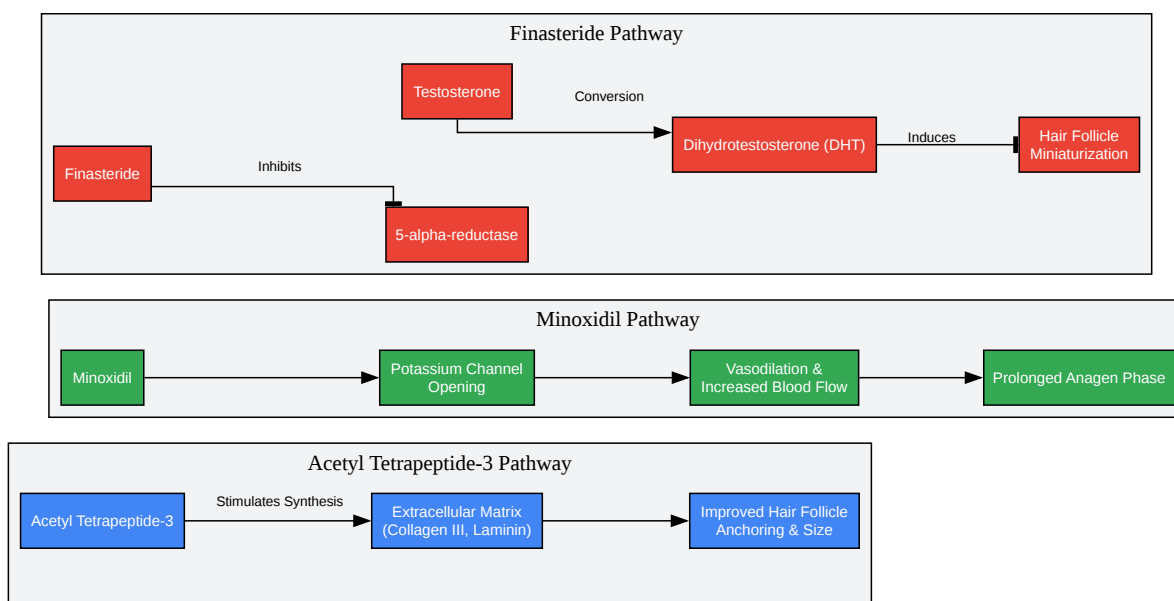 Finasteride Pathway
Testosterone
Conversion
Dihydrotestosterone (DHT)
Induces
Hair Follicle
Miniaturization
Finasteride
Inhibits
5-alpha-reductase
Minoxidil Pathway
Minoxidil
Potassium Channel
Opening
Vasodilation &
Increased Blood Flow
Prolonged Anagen Phase
Acetyl Tetrapeptide-3 Pathway
Acetyl Tetrapeptide-3
Stimulates Synthesis
Extracellular Matrix
(Collagen III, Laminin)
Improved Hair Follicle
Anchoring & Size